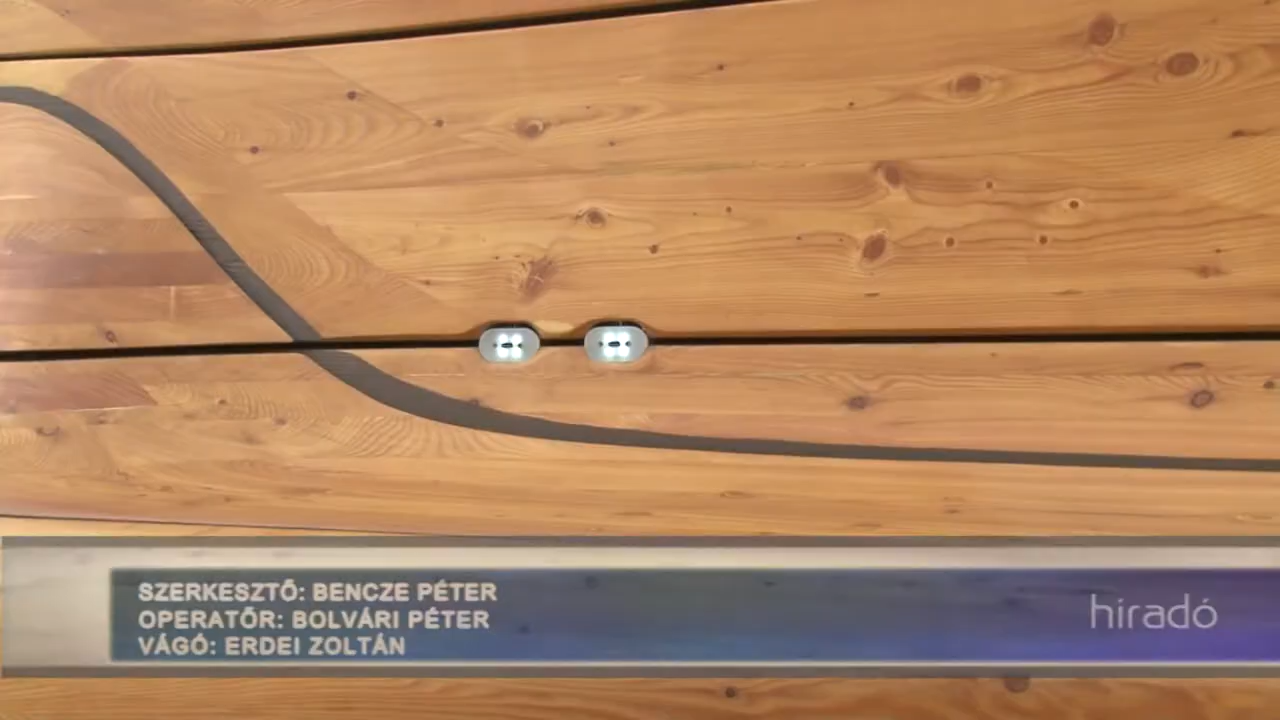 SZERKESZTŐ: BENCZE PÉTER
OPERATŐR: BOLVÁRI PÉTER
VÁGÓ: ERDEI ZOLTÁN
híradó